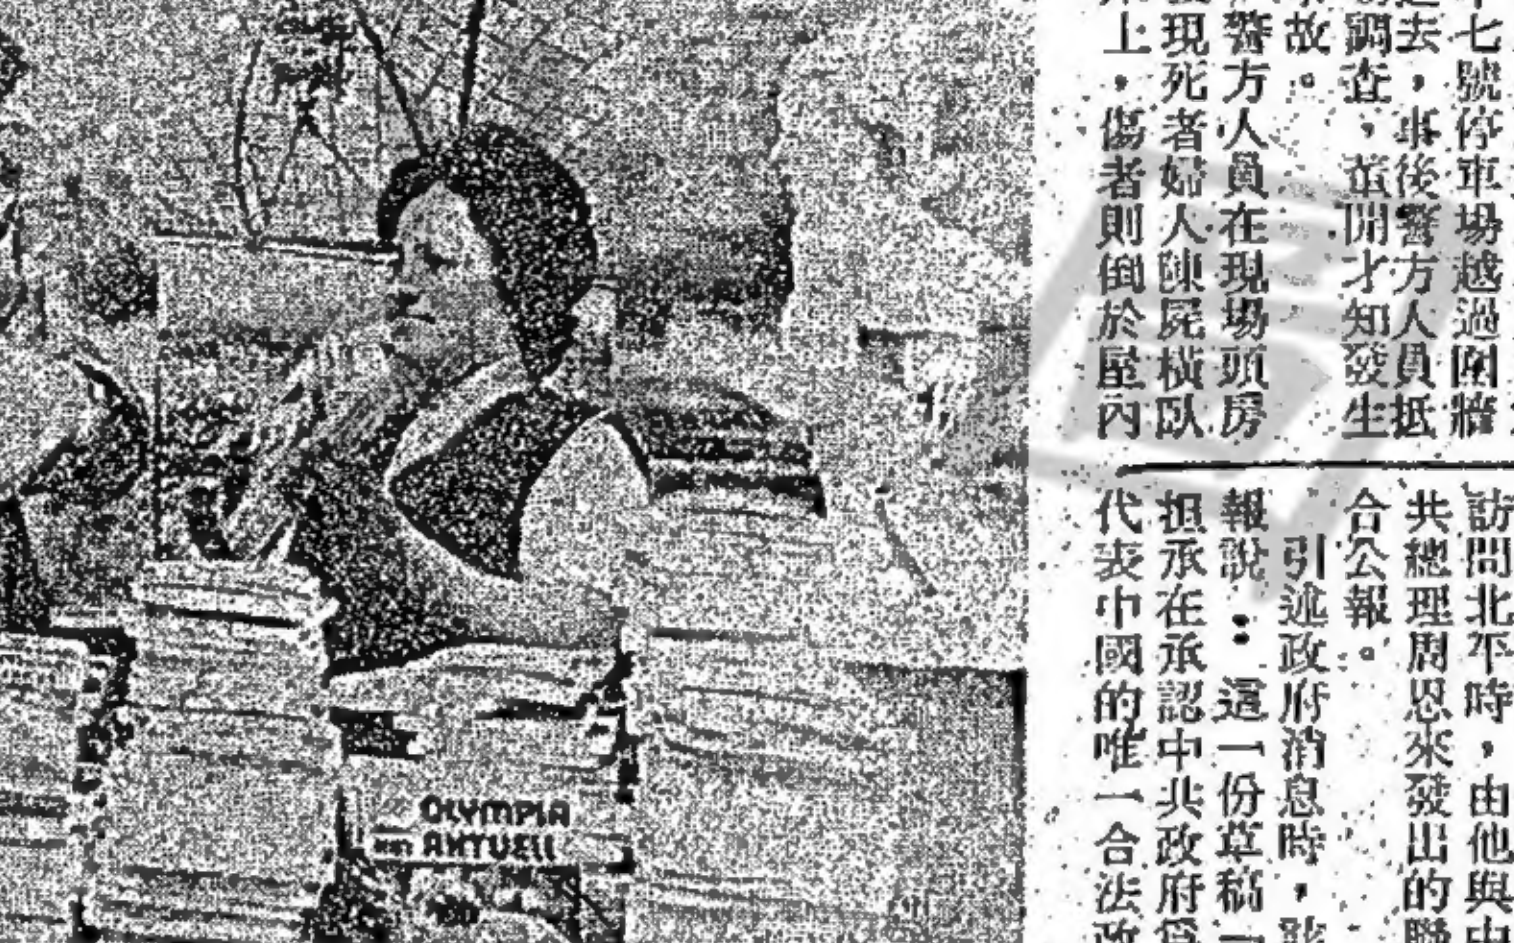 七號停車場越過圍牆
去，事後警方人員抵
調查，董開才知發生
故。
警方人員在現場頭房
現死者婦人陳屍橫臥
上，傷者則倒於屋內
訪問北平時，由他與中
共總理周恩來發出的聯
合公報。
引述政府消息時，
報說：這一份草稿一
担承在承認中共政府爲
代表中國的唯一合法政
OLYMPIA
AKTUELL